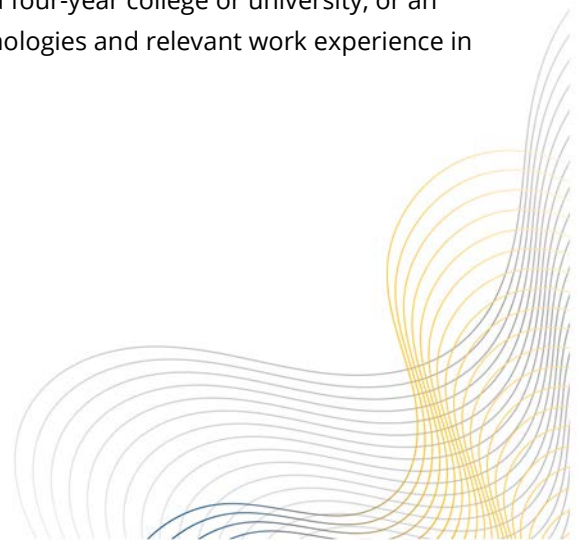 four-year college or university, or an
nologies and relevant work experience in